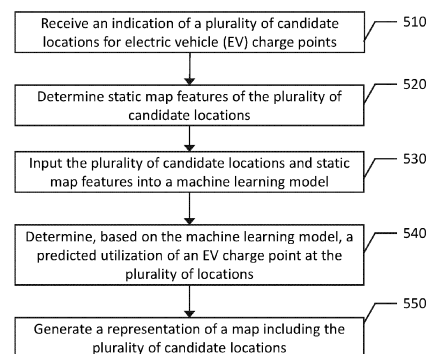 Receive an indication of a plurality of candidate
locations for electric vehicle (EV) charge points
510
Determine static map features of the plurality of
candidate locations
520
Input the plurality of candidate locations and static
map features into a machine learning model
530
Determine, based on the machine learning model, a
predicted utilization of an EV charge point at the
plurality of locations
540
Generate a representation of a map including the
plurality of candidate locations
550